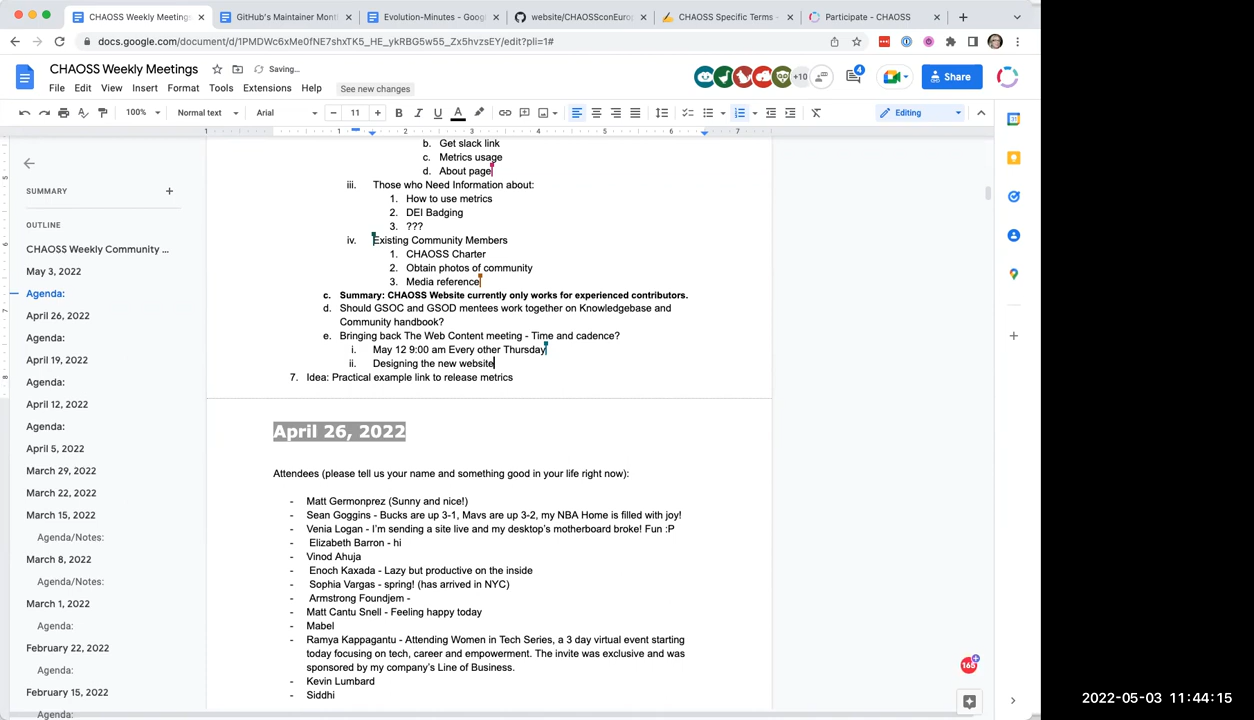 CHAOSS Weekly Meetings
GitHub's Maintainer Mont
Evolution-Minutes - Goog
website/CHAOSSconEurop
CHAOSS Specific Terms -
Participate - CHAOSS
docs.google.com/document/d/1PMDWc6xMe0fNE7shxTK5_HE_ykRBG5w55_Zx5hvzsEY/edit?pli=1#
CHAOSS Weekly Meetings
Saving...
File Edit View Insert Format Tools Extensions Help
See new changes
+10
4
Share
100%
Normal text
Arial
11
Editing
1 1 2 3 4 5 6 7
5
6
7
8
SUMMARY
OUTLINE
CHAOSS Weekly Community ...
May 3, 2022
Agenda:
April 26, 2022
Agenda:
April 19, 2022
Agenda:
April 12, 2022
Agenda:
April 5, 2022
March 29, 2022
March 22, 2022
March 15, 2022
Agenda/Notes:
March 8, 2022
Agenda/Notes:
March 1, 2022
Agenda:
February 22, 2022
Agenda:
February 15, 2022
Agenda:
b. Get slack link
c. Metrics usage
d. About page
iii. Those who Need Information about:
1. How to use metrics
2. DEI Badging
3. ???
iv. Existing Community Members
1. CHAOSS Charter
2. Obtain photos of community
3. Media reference
c. Summary: CHAOSS Website currently only works for experienced contributors.
d. Should GSOC and GSOD mentees work together on Knowledgebase and
Community handbook?
e. Bringing back The Web Content meeting - Time and cadence?
i. May 12 9:00 am Every other Thursday
ii. Designing the new website
7. Idea: Practical example link to release metrics
April 26, 2022
Attendees (please tell us your name and something good in your life right now):
- Matt Germonprez (Sunny and nice!)
- Sean Goggins - Bucks are up 3-1, Mavs are up 3-2, my NBA Home is filled with joy!
- Venia Logan - I'm sending a site live and my desktop's motherboard broke! Fun :P
- Elizabeth Barron - hi
- Vinod Ahuja
- Enoch Kaxada - Lazy but productive on the inside
- Sophia Vargas - spring! (has arrived in NYC)
- Armstrong Foundjem -
- Matt Cantu Snell - Feeling happy today
- Mabel
- Ramya Kappagantu - Attending Women in Tech Series, a 3 day virtual event starting
today focusing on tech, career and empowerment. The invite was exclusive and was
sponsored by my company's Line of Business.
- Kevin Lumbard
- Siddhi
165
2022-05-03 11:44:15